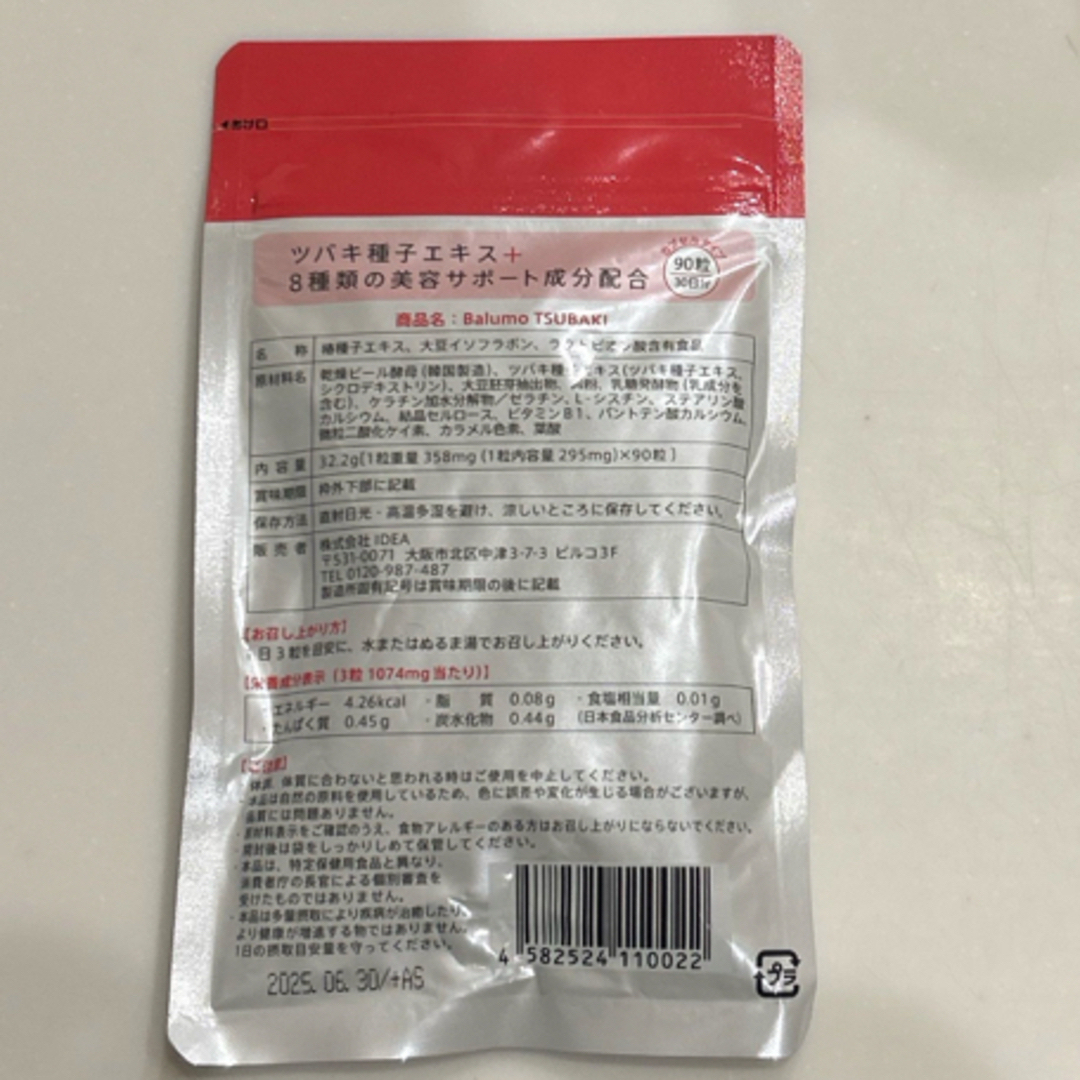 ◀あけ口
ツバキ種子エキス+
8種類の美容サポート成分配合
カプセルタイプ
90粒
30日分
商品名:Balumo TSUBAKI
名 称 椿種子エキス、大豆イソフラボン、ラクトビオン酸含有食品
原材料名 乾燥ビール酵母(韓国製造)、ツバキ種子エキス(ツバキ種子エキス、
シクロデキストリン)、大豆胚芽抽出物、乳糖発酵物(乳成分を
含む)、ケラチン加水分解物/ゼラチン、L-シスチン、ステアリン酸
カルシウム、結晶セルロース、ビタミンB1、パントテン酸カルシウム、
微粒二酸化ケイ素、カラメル色素、葉酸
内容量 32.2g[1粒重量 358mg (1粒内容量 295mg)×90粒]
賞味期限 枠外下部に記載
保存方法 直射日光・高温多湿を避け、涼しいところに保存してください。
販売者 株式会社 IDEA
〒531-0071 大阪市北区中津3-7-3 ビルコ3F
TEL 0120-987-487
製造所固有記号は賞味期限の後に記載
【お召し上がり方】
1日3粒を目安に、水またはぬるま湯でお召し上がりください。
【栄養成分表示(3粒 1074mg当たり)】
・エネルギー 4.26kcal ・脂 質 0.08g ・食塩相当量 0.01g
・たんぱく質 0.45g ・炭水化物 0.44g (日本食品分析センター調べ)
【ご注意】
・体調、体質に合わないと思われる時はご使用を中止してください。
・本品は自然の原料を使用しているため、色に誤差や変化が生じる場合がございますが、
品質には問題ありません。
・原材料表示をご確認のうえ、食物アレルギーのある方はお召し上がりにならないでください。
・開封後は袋をしっかりしめて保管してください。
・本品は、特定保健用食品と異なり、
消費者庁の長官による個別審査を
受けたものではありません。
・本品は多量摂取により疾病が治癒したり、
より健康が増進する物ではありません。
1日の摂取目安量を守ってください。
4 582524 110022
プラ
2025.06.30/+AS